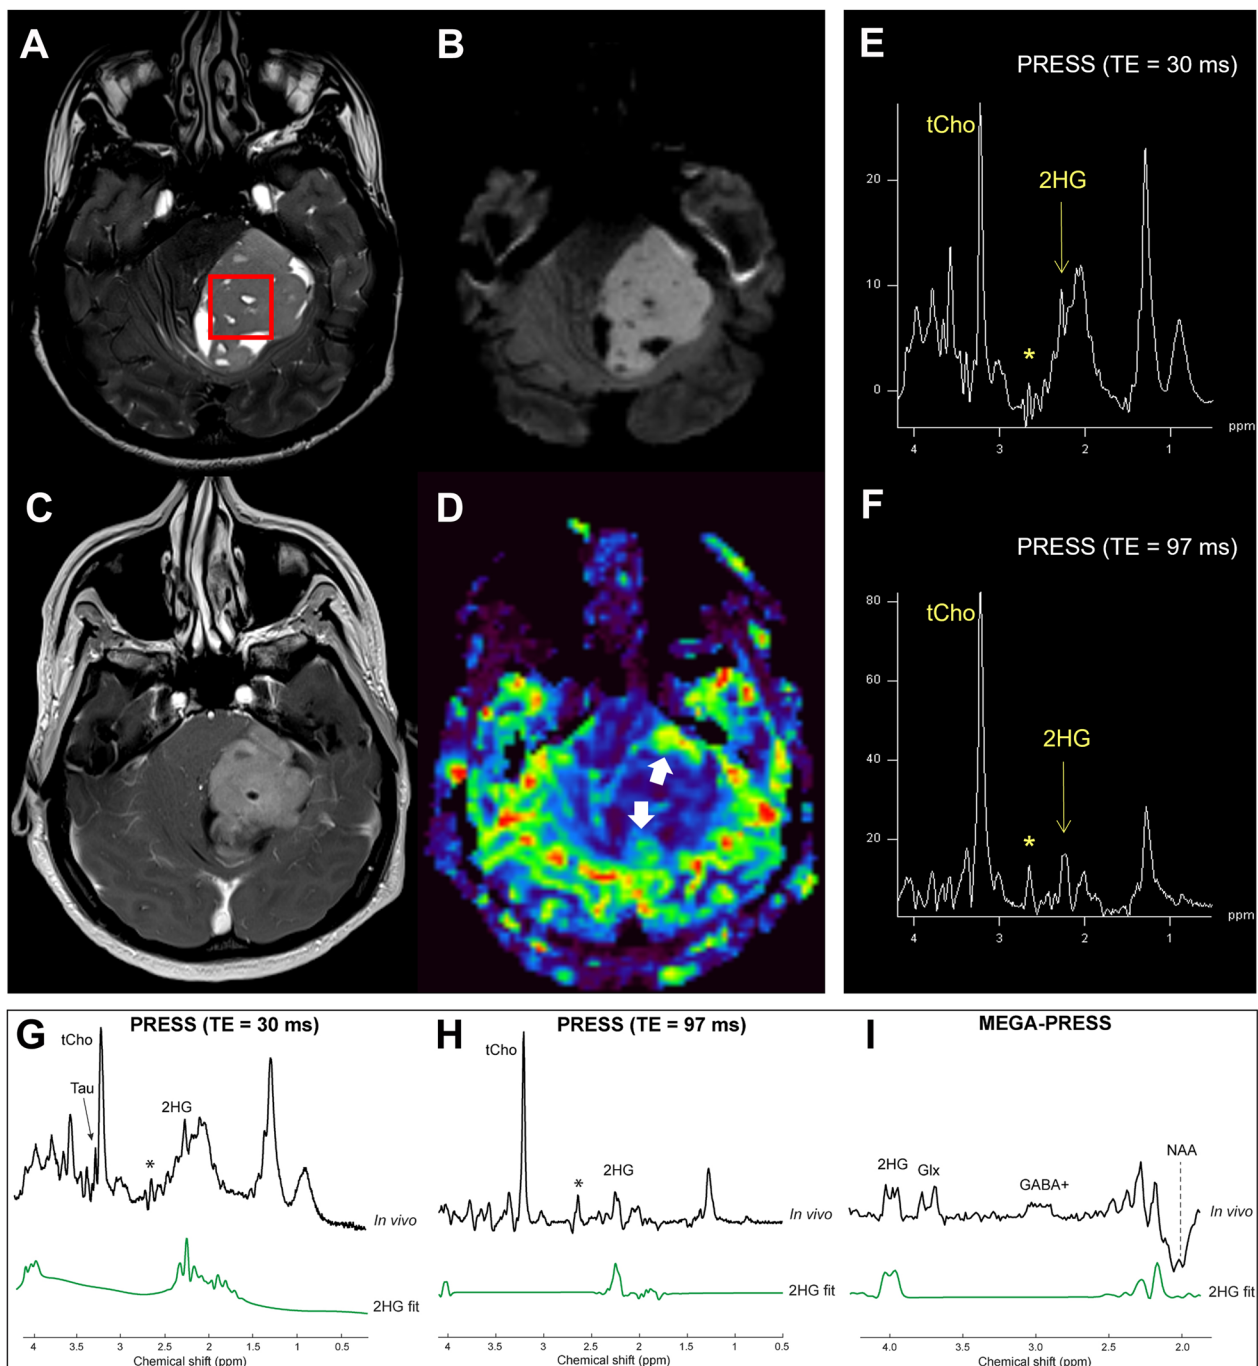 A
B
C
D
E
PRESS (TE = 30 ms)
tCho
2HG
*
20
10
0
ppm
4 3 2 1
F
PRESS (TE = 97 ms)
tCho
2HG
*
80
60
40
20
ppm
4 3 2 1
G
PRESS (TE = 30 ms)
tCho
Tau
2HG
*
In vivo
2HG fit
4 3.5 3 2.5 2 1.5 1 0.5
Chemical shift (ppm)
H
PRESS (TE = 97 ms)
tCho
*
2HG
In vivo
2HG fit
4 3.5 3 2.5 2 1.5 1 0.5
Chemical shift (ppm)
I
MEGA-PRESS
2HG
Glx
GABA+
NAA
In vivo
2HG fit
4.0 3.5 3.0 2.5 2.0
Chemical shift (ppm)